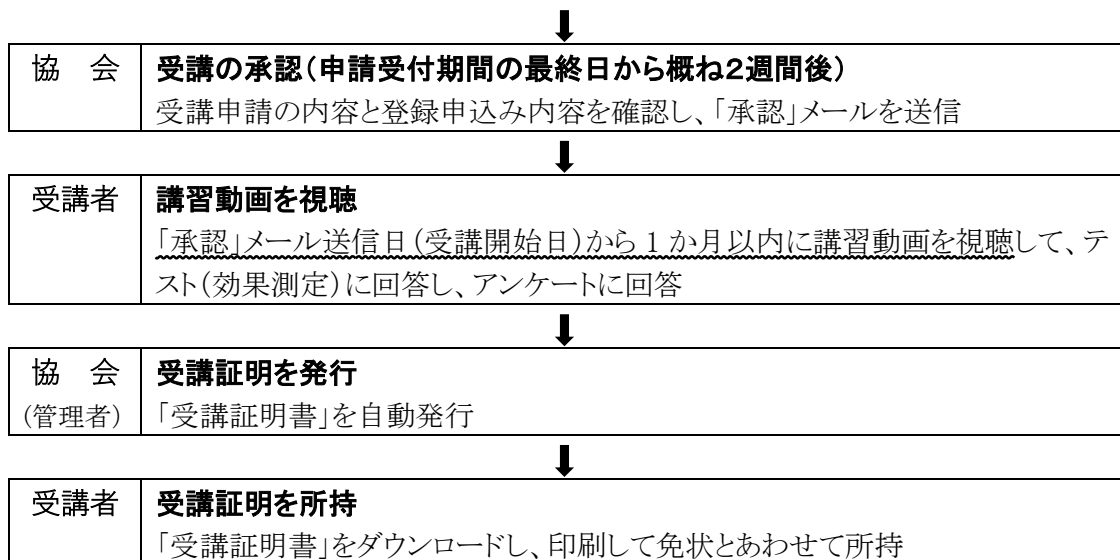 協　会　受講の承認（申請受付期間の最終日から概ね２週間後）
受講申請の内容と登録申込み内容を確認し、「承認」メールを送信
受講者　講習動画を視聴
「承認」メール送信日（受講開始日）から 1 か月以内に講習動画を視聴して、テ
スト（効果測定）に回答し、アンケートに回答
協　会　受講証明を発行
（管理者）　「受講証明書」を自動発行
受講者　受講証明を所持
「受講証明書」をダウンロードし、印刷して免状とあわせて所持